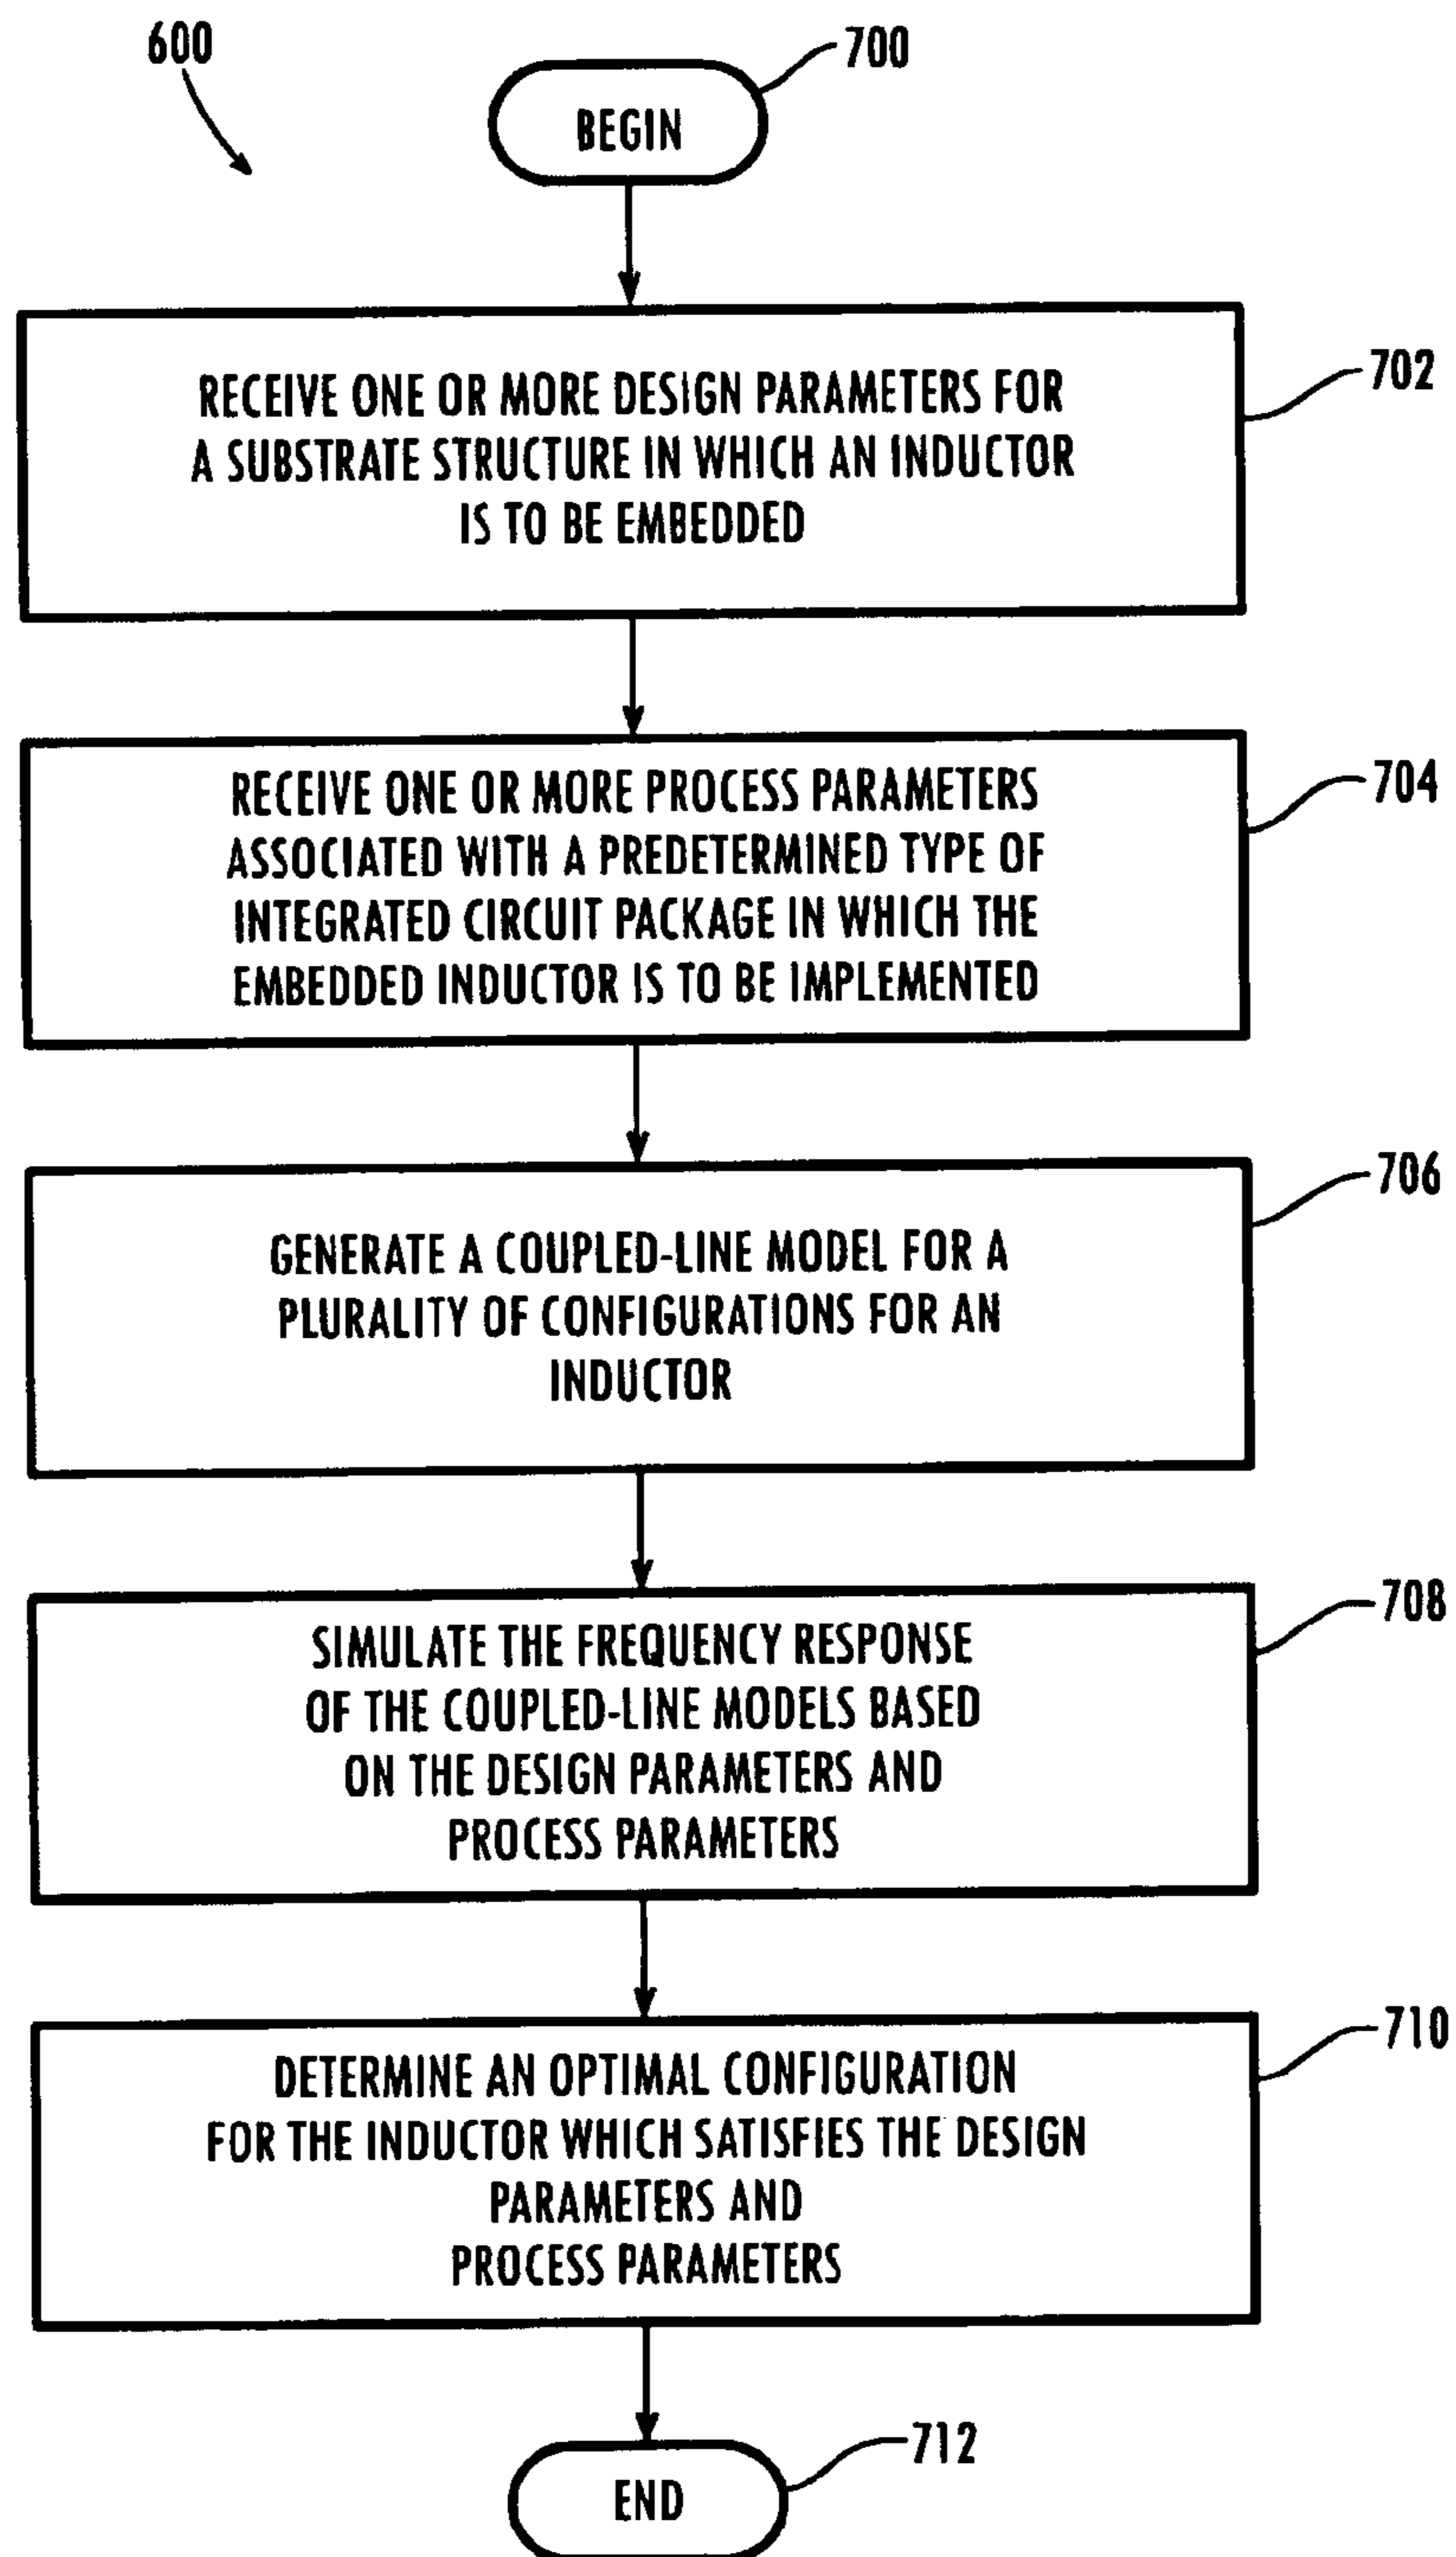 600
700
BEGIN
RECEIVE ONE OR MORE DESIGN PARAMETERS FOR
A SUBSTRATE STRUCTURE IN WHICH AN INDUCTOR
IS TO BE EMBEDDED
702
RECEIVE ONE OR MORE PROCESS PARAMETERS
ASSOCIATED WITH A PREDETERMINED TYPE OF
INTEGRATED CIRCUIT PACKAGE IN WHICH THE
EMBEDDED INDUCTOR IS TO BE IMPLEMENTED
704
GENERATE A COUPLED-LINE MODEL FOR A
PLURALITY OF CONFIGURATIONS FOR AN
INDUCTOR
706
SIMULATE THE FREQUENCY RESPONSE
OF THE COUPLED-LINE MODELS BASED
ON THE DESIGN PARAMETERS AND
PROCESS PARAMETERS
708
DETERMINE AN OPTIMAL CONFIGURATION
FOR THE INDUCTOR WHICH SATISFIES THE DESIGN
PARAMETERS AND
PROCESS PARAMETERS
710
END
712